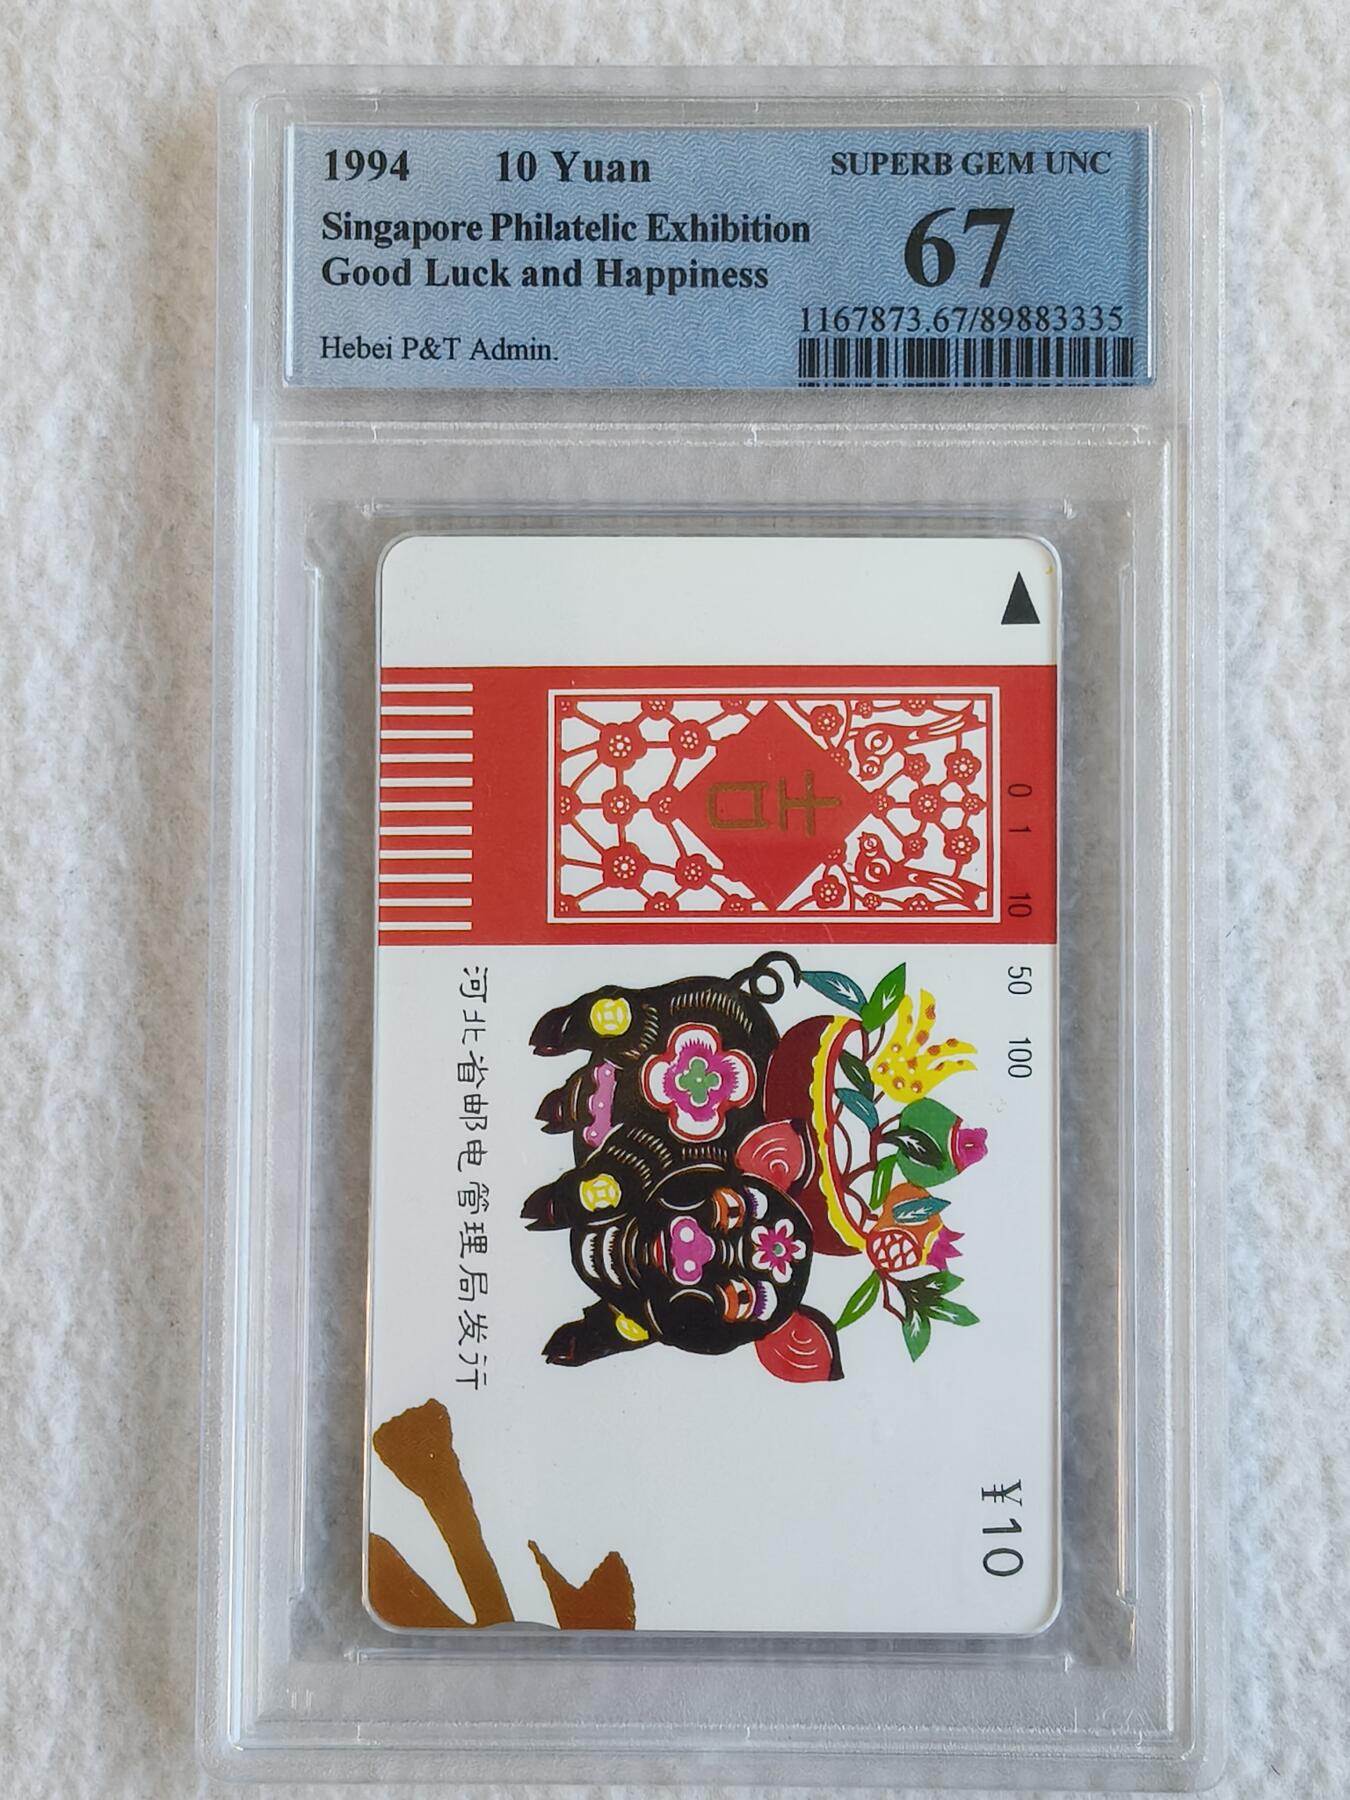 1994 10 Yuan
Singapore Philatelic Exhibition
Good Luck and Happiness
Hebei P&T Admin.
SUPERB GEM UNC
67
1167873.67/89883335
0 1 10 50 100
吉
河北省邮电管理局发行
¥10